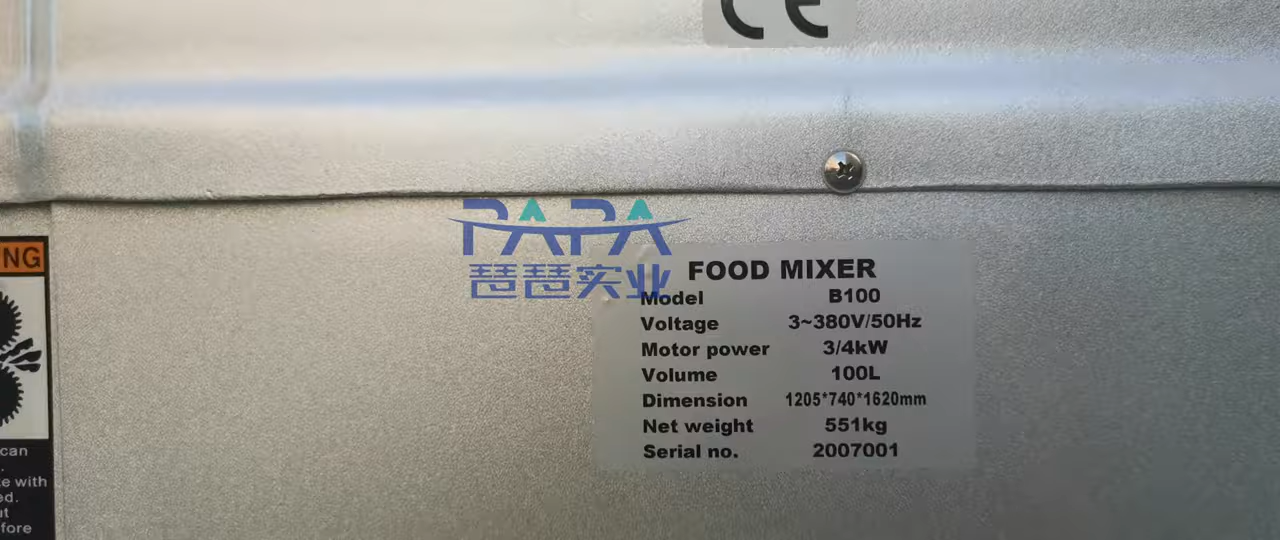 CE
NG
PAPA
琶琶实业
FOOD MIXER
Model B100
Voltage 3~380V/50Hz
Motor power 3/4kW
Volume 100L
Dimension 1205*740*1620mm
Net weight 551kg
Serial no. 2007001
can
.
e with
ed.
ut
fore